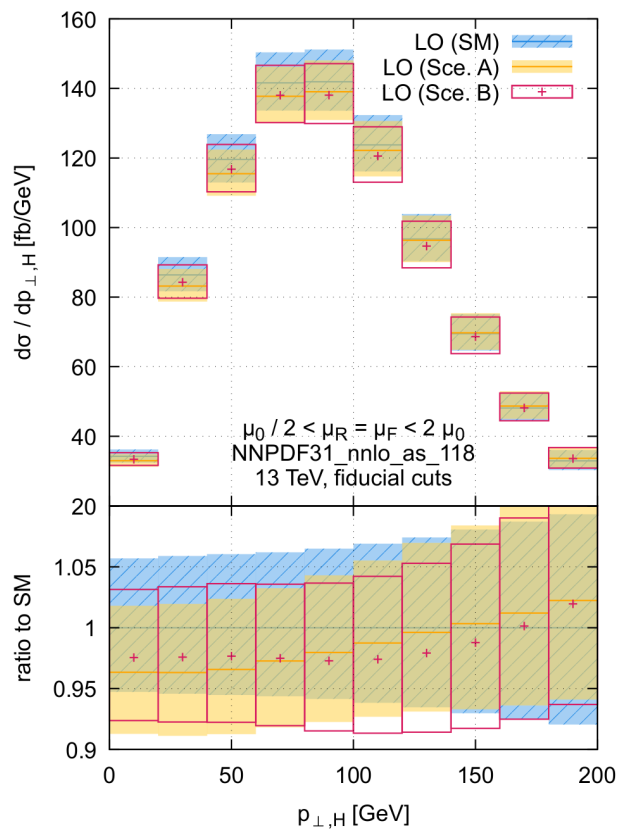 160
140
120
100
80
60
40
20
dσ / dp⊥,H [fb/GeV]
LO (SM)
LO (Sce. A)
LO (Sce. B)
μ0 / 2 < μR = μF < 2 μ0
NNPDF31_nnlo_as_118
13 TeV, fiducial cuts
1.05
1
0.95
0.9
ratio to SM
0 50 100 150 200
p⊥,H [GeV]